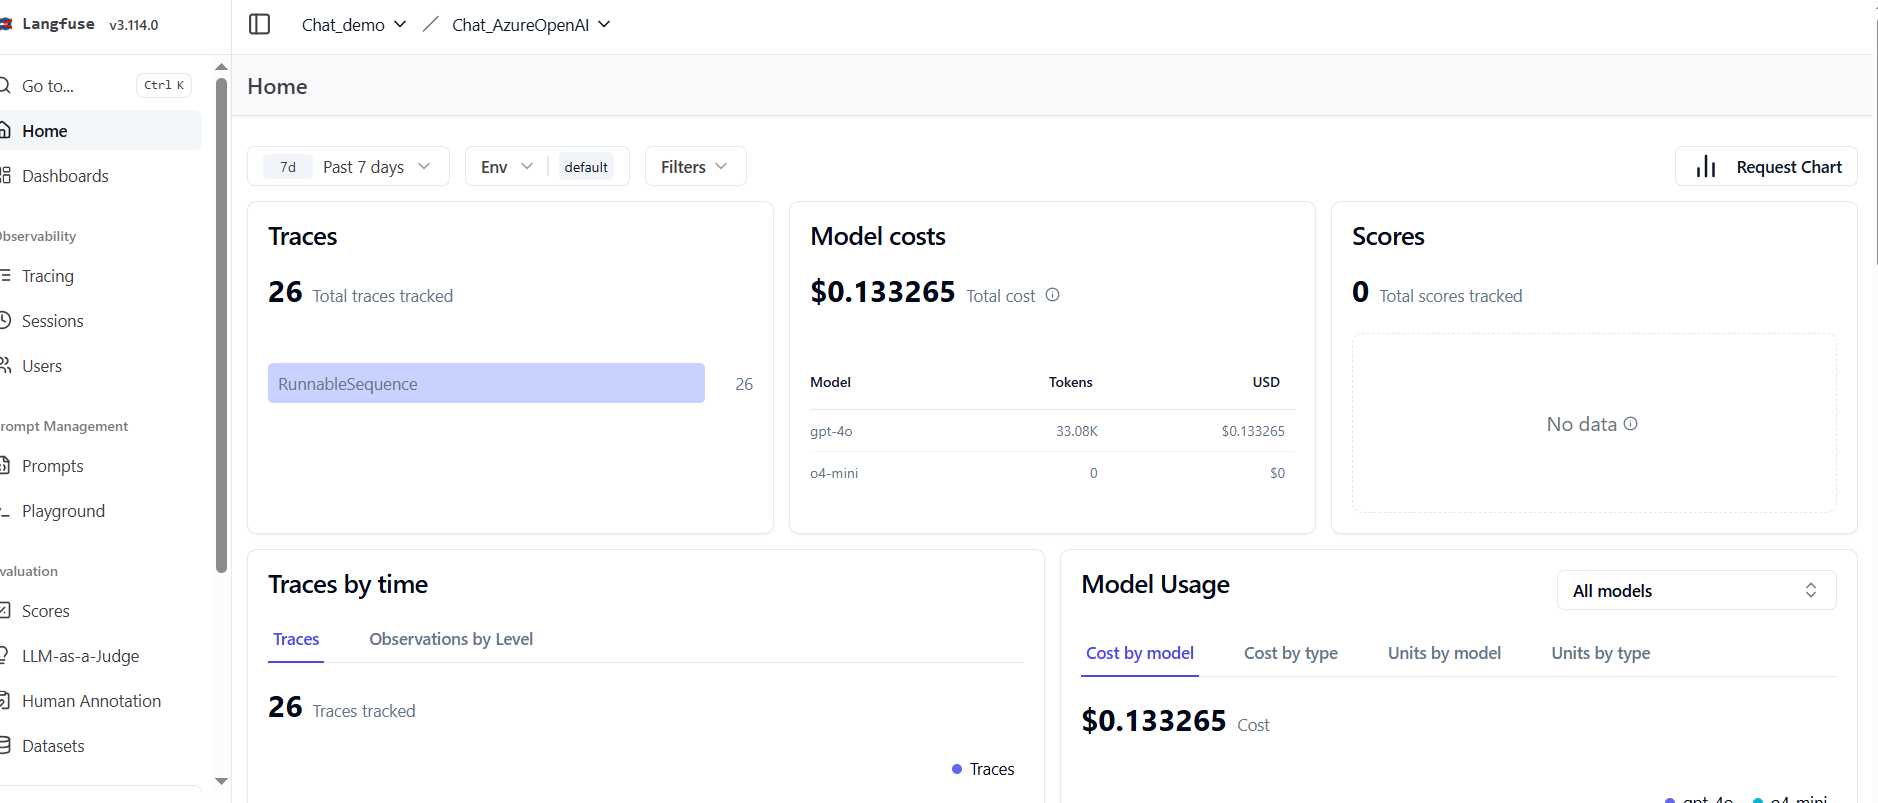 Langfuse v3.114.0
Chat_demo / Chat_AzureOpenAI
Go to... Ctrl K
Home
Dashboards
Observability
Tracing
Sessions
Users
Prompt Management
Prompts
Playground
Evaluation
Scores
LLM-as-a-Judge
Human Annotation
Datasets
Home
7d Past 7 days
Env default
Filters
Request Chart
Traces
26 Total traces tracked
RunnableSequence 26
Model costs
$0.133265 Total cost
Model Tokens USD
gpt-4o 33.08K $0.133265
o4-mini 0 $0
Scores
0 Total scores tracked
No data
Traces by time
Traces Observations by Level
26 Traces tracked
Traces
Model Usage
All models
Cost by model Cost by type Units by model Units by type
$0.133265 Cost
gpt-4o o4-mini